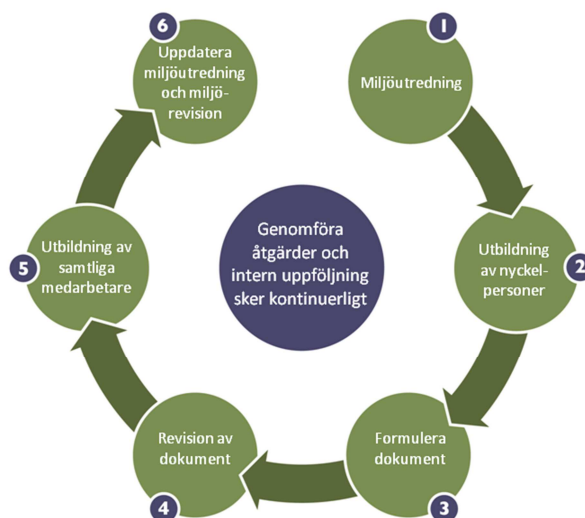 1
Miljöutredning
2
Utbildning
av nyckel-
personer
3
Formulera
dokument
4
Revision av
dokument
5
Utbildning av
samtliga
medarbetare
6
Uppdatera
miljöutredning
och miljö-
revision
Genomföra
åtgärder och
intern uppföljning
sker kontinuerligt